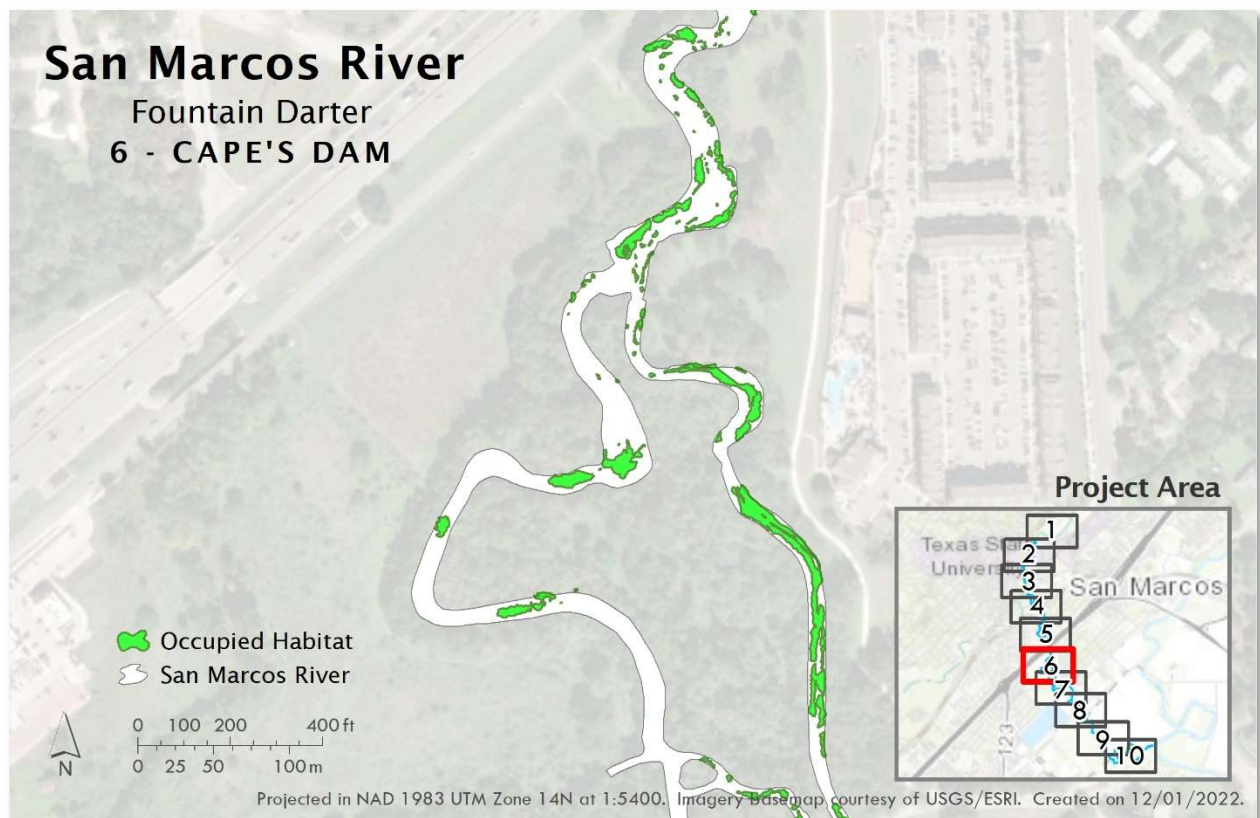 San Marcos River
Fountain Darter
6 - CAPE'S DAM
Project Area
1
Texas State
University
2
3
San Marcos
4
5
6
7
8
9
10
123
Occupied Habitat
San Marcos River
0 100 200 400 ft
0 25 50 100 m
N
Projected in NAD 1983 UTM Zone 14N at 1:5400. Imagery basemap courtesy of USGS/ESRI. Created on 12/01/2022.